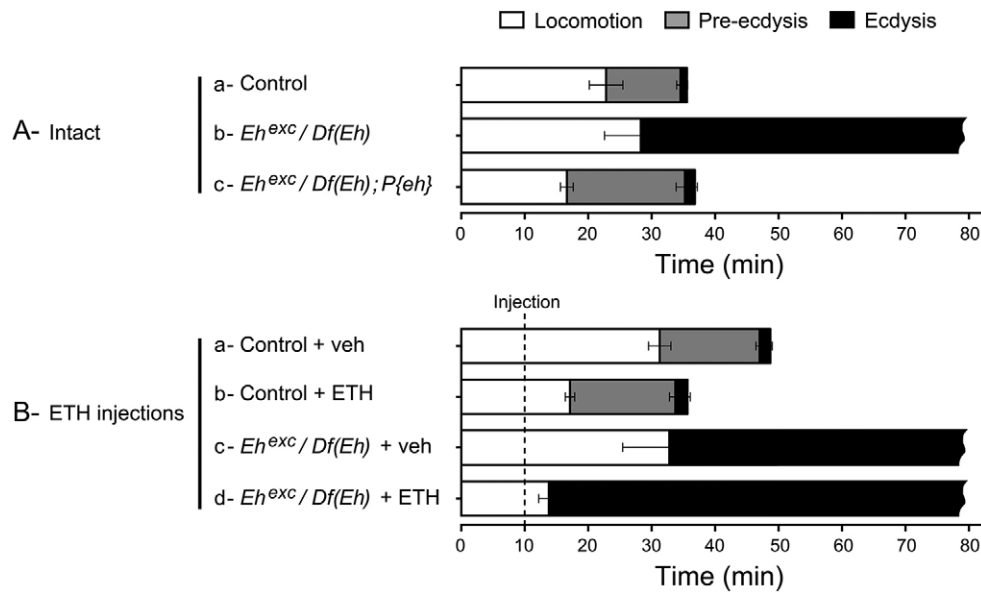 Locomotion Pre-ecdysis Ecdysis
A- Intact
a- Control
b- Eh^exc / Df(Eh)
c- Eh^exc / Df(Eh); P{eh}
0 10 20 30 40 50 60 70 80
Time (min)
Injection
B- ETH injections
a- Control + veh
b- Control + ETH
c- Eh^exc / Df(Eh) + veh
d- Eh^exc / Df(Eh) + ETH
0 10 20 30 40 50 60 70 80
Time (min)